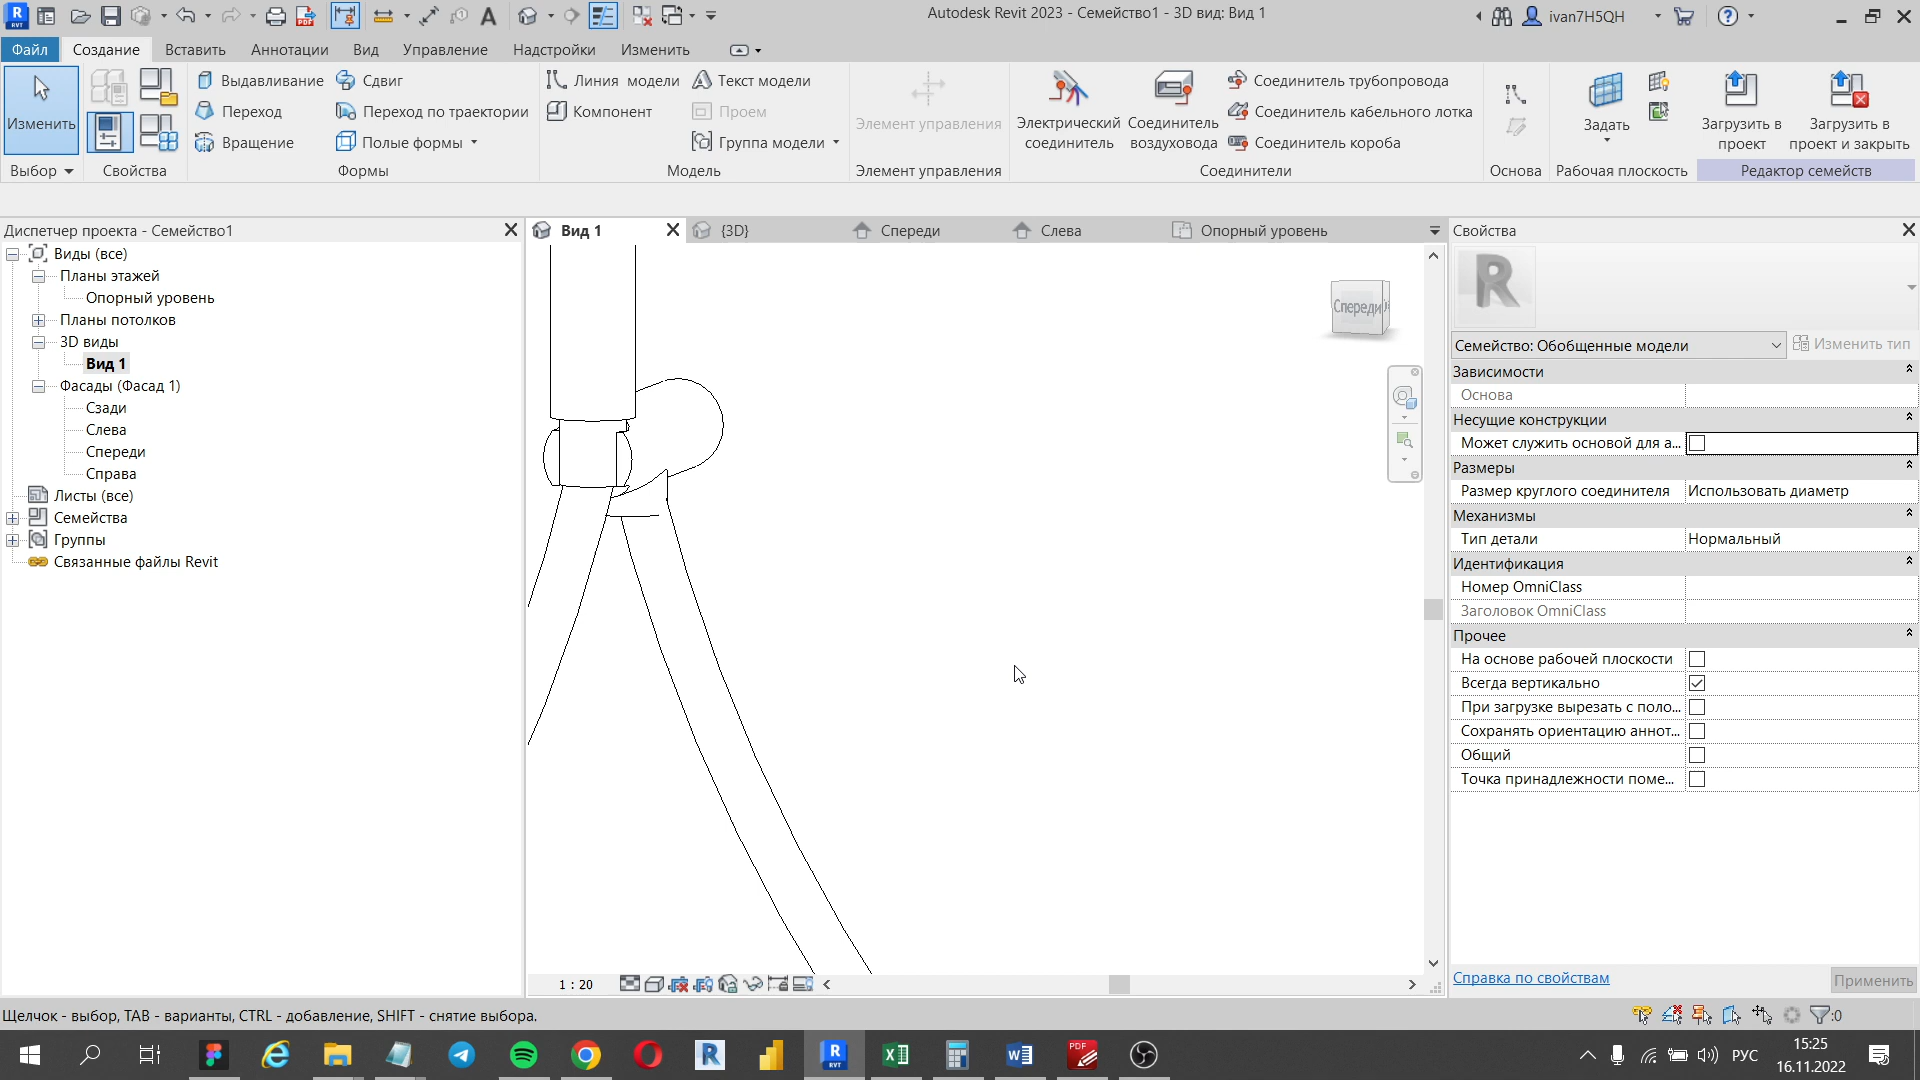 Autodesk Revit 2023 - Семейство1 - 3D вид: Вид 1
ivan7H5QH
Файл
Создание
Вставить
Аннотации
Вид
Управление
Надстройки
Изменить
Изменить
Выбор
Свойства
Выдавливание
Переход
Вращение
Сдвиг
Переход по траектории
Полые формы
Формы
Линия модели
Компонент
Текст модели
Проем
Группа модели
Модель
Элемент управления
Элемент управления
Электрический соединитель
Соединитель воздуховода
Соединитель трубопровода
Соединитель кабельного лотка
Соединитель короба
Соединители
Основа
Задать
Рабочая плоскость
Загрузить в проект
Загрузить в проект и закрыть
Редактор семейств
Диспетчер проекта - Семейство1
Виды (все)
Планы этажей
Опорный уровень
Планы потолков
3D виды
Вид 1
Фасады (Фасад 1)
Сзади
Слева
Спереди
Справа
Листы (все)
Семейства
Группы
Связанные файлы Revit
Вид 1
{3D}
Спереди
Слева
Опорный уровень
Спереди
1 : 20
Свойства
Семейство: Обобщенные модели
Изменить тип
Зависимости
Основа
Несущие конструкции
Может служить основой для а...
Размеры
Размер круглого соединителя Использовать диаметр
Механизмы
Тип детали Нормальный
Идентификация
Номер OmniClass
Заголовок OmniClass
Прочее
На основе рабочей плоскости
Всегда вертикально
При загрузке вырезать с поло...
Сохранять ориентацию аннот...
Общий
Точка принадлежности поме...
Справка по свойствам
Применить
Щелчок - выбор, TAB - варианты, CTRL - добавление, SHIFT - снятие выбора.
:0
РУС
15:25
16.11.2022